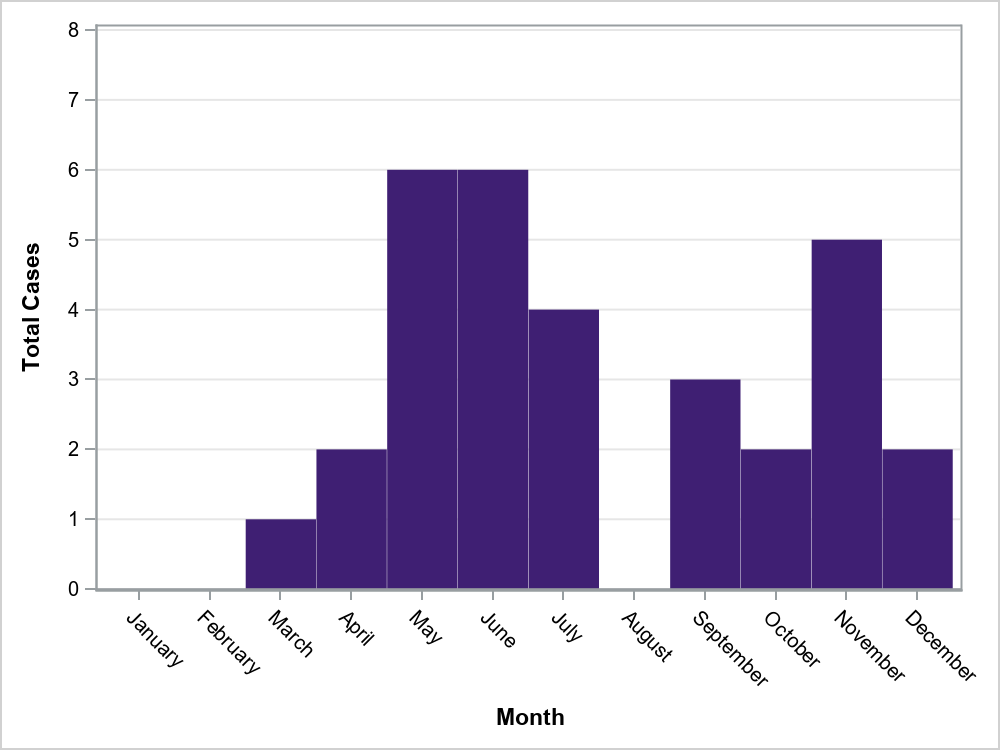 8
7
6
5
4
3
2
1
0
Total Cases
January
February
March
April
May
June
July
August
September
October
November
December
Month